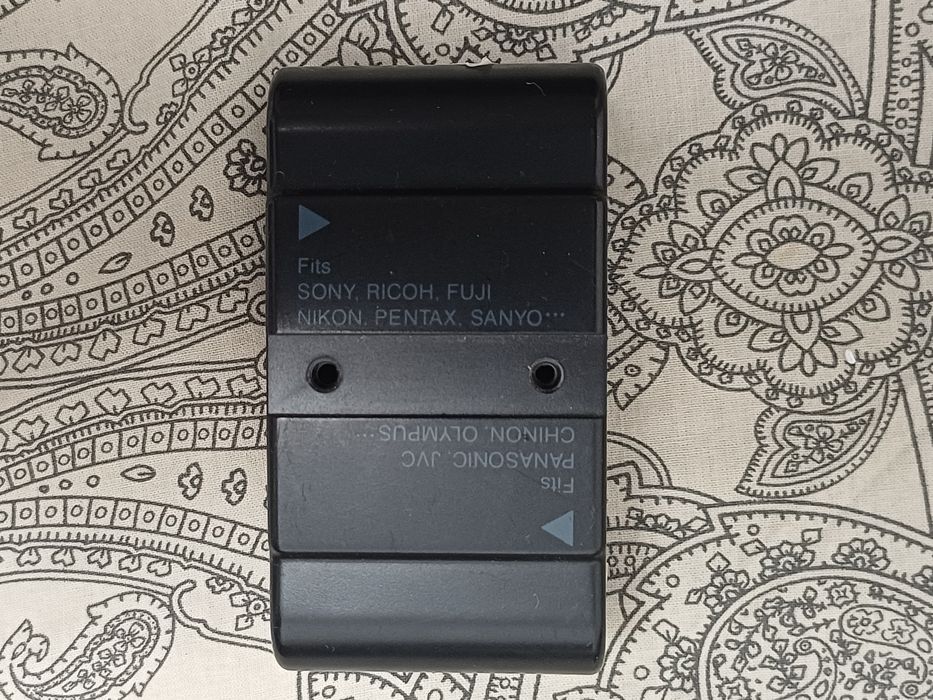 Fits
SONY, RICOH, FUJI
NIKON, PENTAX, SANYO···
Fits
PANASONIC, JVC
CHINON, OLYMPUS···